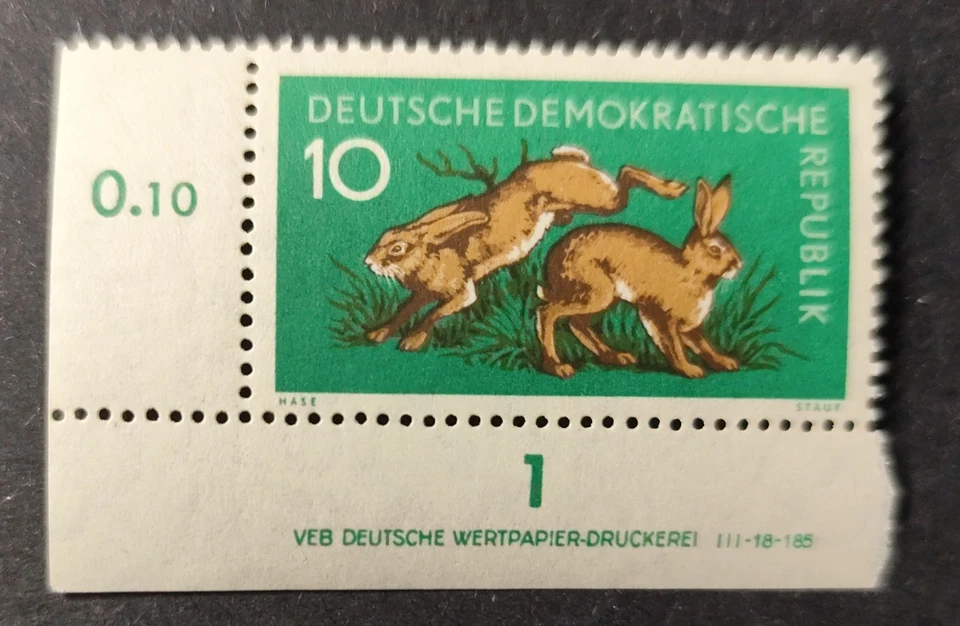 DEUTSCHE DEMOKRATISCHE
REPUBLIK
10
0.10
HASE
STAUF
1
VEB DEUTSCHE WERTPAPIER-DRUCKEREI III-18-185